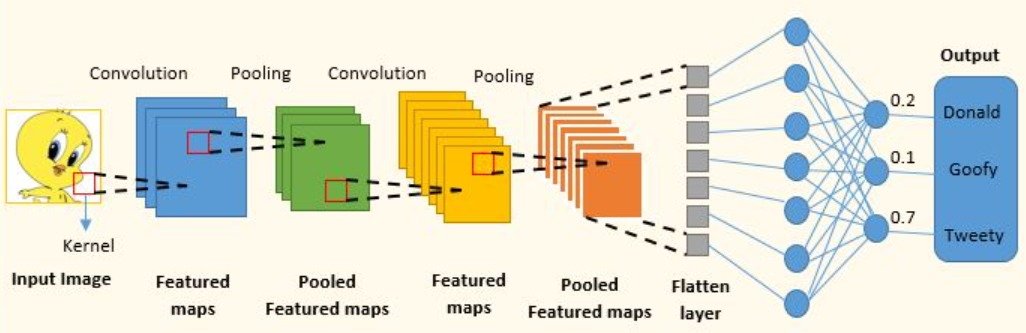 Convolution
Pooling
Convolution
Pooling
Kernel
Input Image
Featured
maps
Pooled
Featured maps
Featured
maps
Pooled
Featured maps
Flatten
layer
0.2
0.1
0.7
Output
Donald
Goofy
Tweety